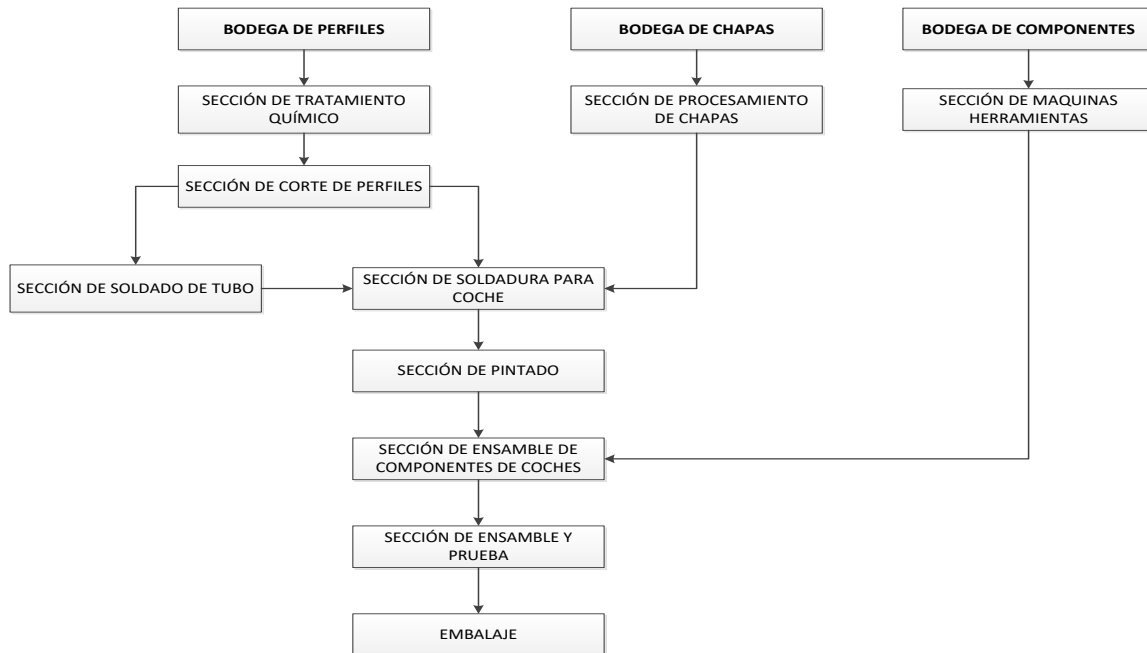 BODEGA DE PERFILES
BODEGA DE CHAPAS
BODEGA DE COMPONENTES
SECCIÓN DE TRATAMIENTO
QUÍMICO
SECCIÓN DE PROCESAMIENTO
DE CHAPAS
SECCIÓN DE MAQUINAS
HERRAMIENTAS
SECCIÓN DE CORTE DE PERFILES
SECCIÓN DE SOLDADO DE TUBO
SECCIÓN DE SOLDADURA PARA
COCHE
SECCIÓN DE PINTADO
SECCIÓN DE ENSAMBLE DE
COMPONENTES DE COCHES
SECCIÓN DE ENSAMBLE Y
PRUEBA
EMBALAJE